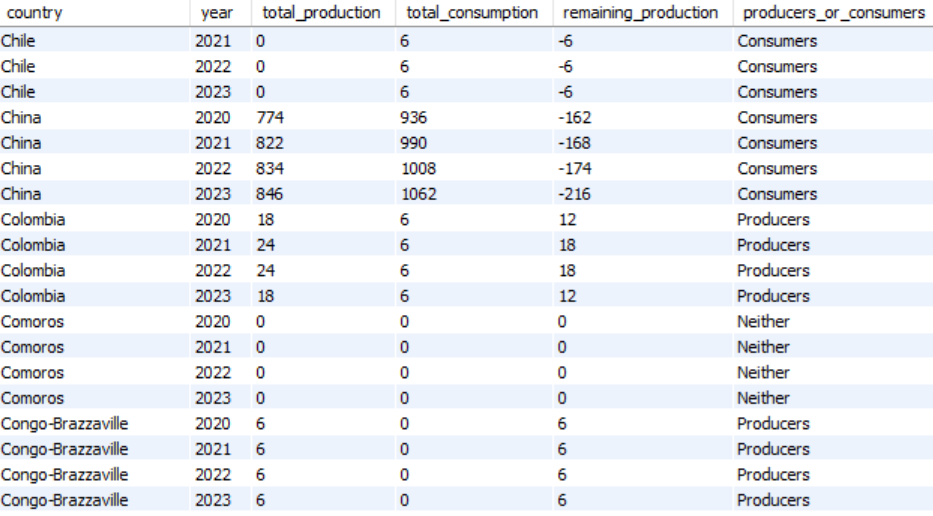 country year total_production total_consumption remaining_production producers_or_consumers
Chile 2021 0 6 -6 Consumers
Chile 2022 0 6 -6 Consumers
Chile 2023 0 6 -6 Consumers
China 2020 774 936 -162 Consumers
China 2021 822 990 -168 Consumers
China 2022 834 1008 -174 Consumers
China 2023 846 1062 -216 Consumers
Colombia 2020 18 6 12 Producers
Colombia 2021 24 6 18 Producers
Colombia 2022 24 6 18 Producers
Colombia 2023 18 6 12 Producers
Comoros 2020 0 0 0 Neither
Comoros 2021 0 0 0 Neither
Comoros 2022 0 0 0 Neither
Comoros 2023 0 0 0 Neither
Congo-Brazzaville 2020 6 0 6 Producers
Congo-Brazzaville 2021 6 0 6 Producers
Congo-Brazzaville 2022 6 0 6 Producers
Congo-Brazzaville 2023 6 0 6 Producers